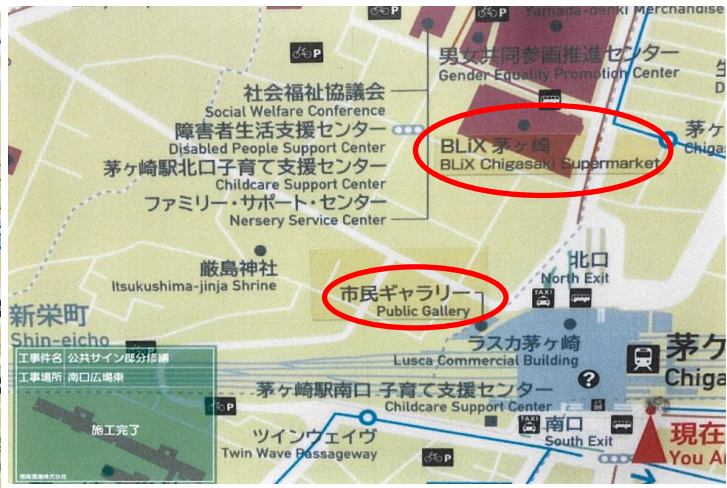 Yamada-denki Merchandise
男女共同参画推進センター
Gender Equality Promotion Center
社会福祉協議会
Social Welfare Conference
障害者生活支援センター
Disabled People Support Center
茅ヶ崎駅北口子育て支援センター
Childcare Support Center
ファミリー・サポート・センター
Nersery Service Center
BLiX 茅ヶ崎
BLiX Chigasaki Supermarket
茅ヶ
Chigas
厳島神社
Itsukushima-jinja Shrine
市民ギャラリー
Public Gallery
北口
North Exit
TAXI
新栄町
Shin-eicho
ラスカ茅ヶ崎
Lusca Commercial Building
茅ケ
Chiga
?
茅ヶ崎駅南口 子育て支援センター
Childcare Support Center
南口
South Exit
TAXI
ツインウェイヴ
Twin Wave Passageway
現在
You Ar
P
P
P
P
P
工事件名 公共サイン部分修繕
工事場所 南口広場東
施工完了